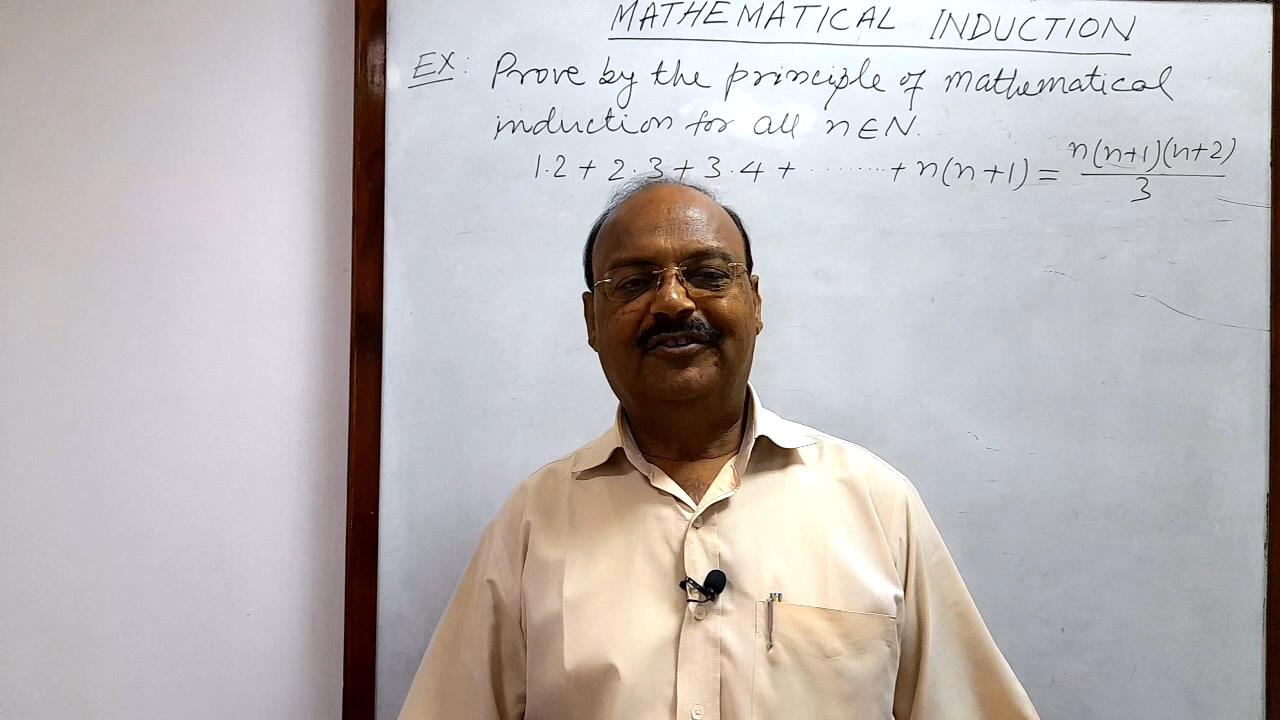 MATHEMATICAL INDUCTION
EX: Prove by the principle of mathematical
induction for all n∈N.
1.2 + 2.3 + 3.4 + ........ + n(n+1) = n(n+1)(n+2)/3